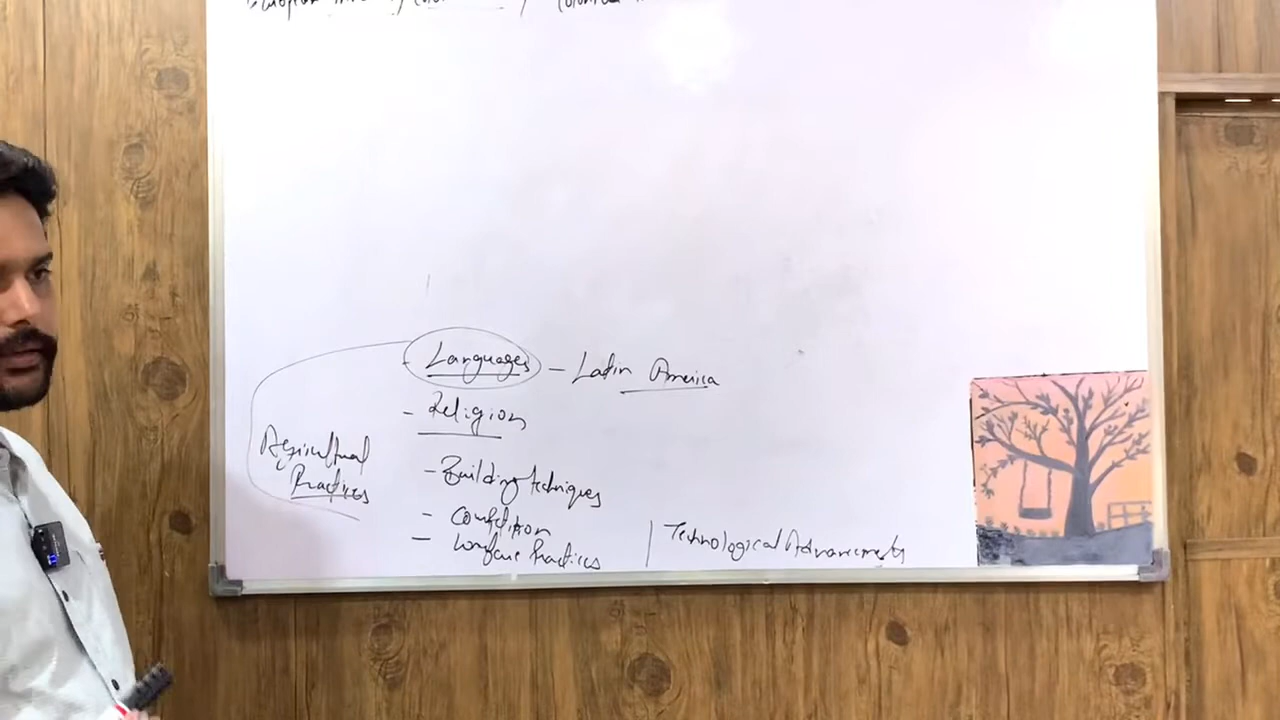 Languages - Latin America
- Religion
Agricultural
Practices
- Building techniques
- Competition
- Warfare Practices | Technological Advancements